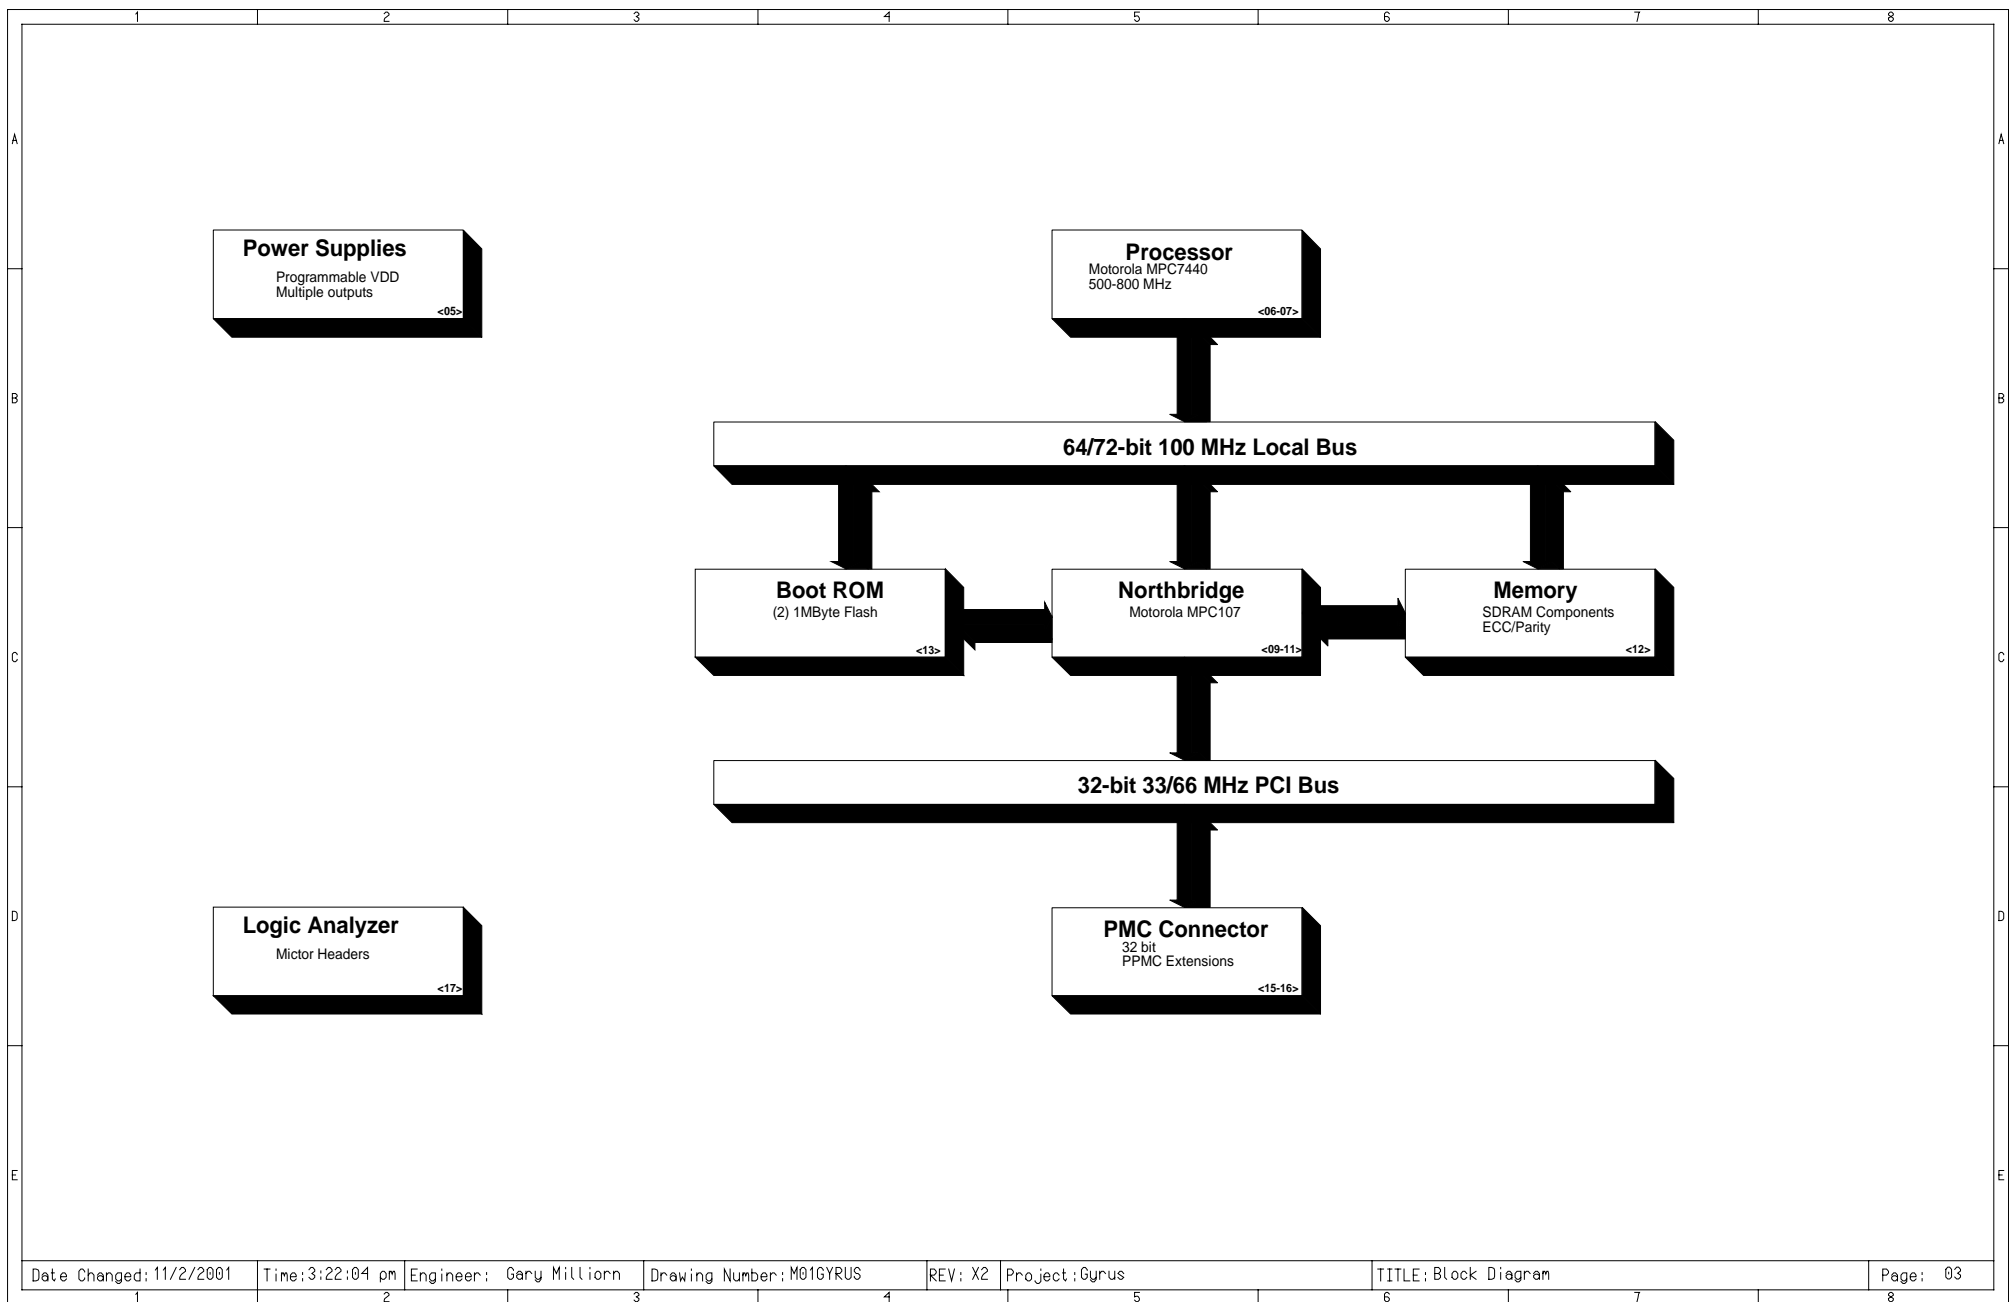 1 2 3 4 5 6 7 8
A A
Power Supplies
Programmable VDD
Multiple outputs
<05>
Processor
Motorola MPC7440
500-800 MHz
<06-07>
B B
64/72-bit 100 MHz Local Bus
Boot ROM
(2) 1MByte Flash
<13>
Northbridge
Motorola MPC107
<09-11>
Memory
SDRAM Components
ECC/Parity
<12>
C C
32-bit 33/66 MHz PCI Bus
D D
Logic Analyzer
Mictor Headers
<17>
PMC Connector
32 bit
PPMC Extensions
<15-16>
E E
Date Changed: 11/2/2001 Time: 3:22:04 pm Engineer: Gary Milliorn Drawing Number: M01GYRUS REV: X2 Project: Gyrus TITLE: Block Diagram Page: 03
1 2 3 4 5 6 7 8